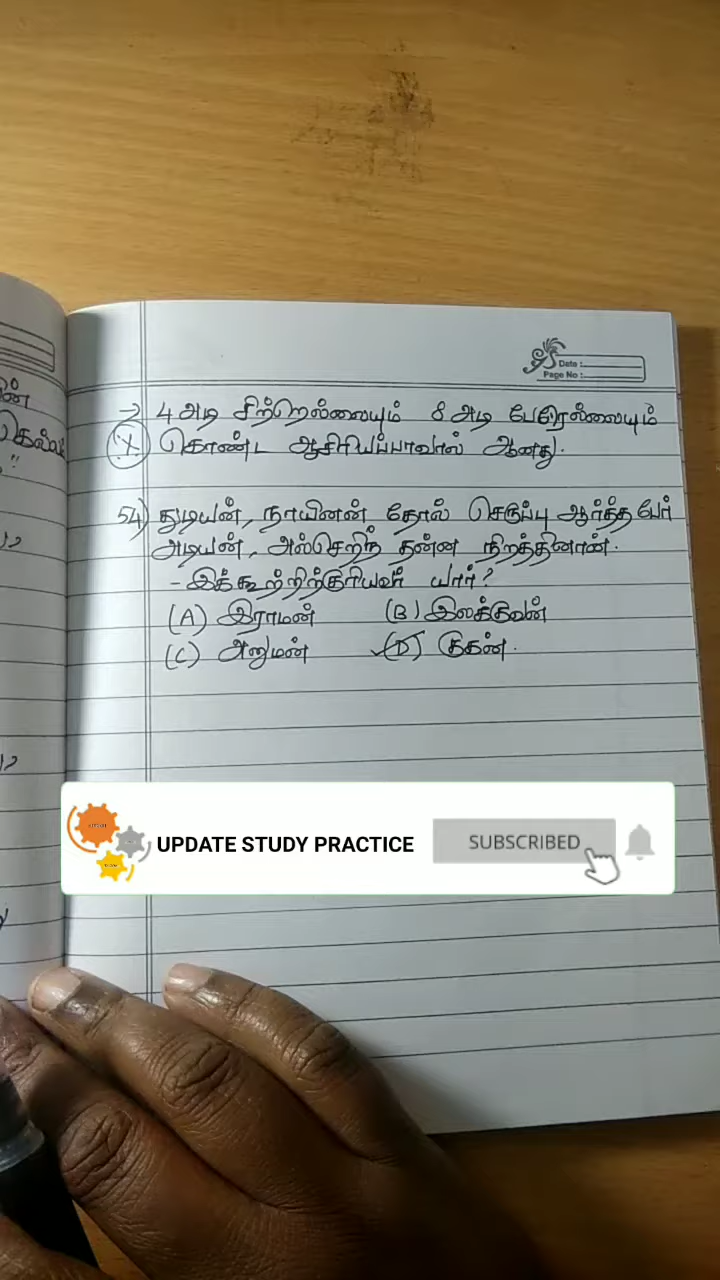 Date :
Page No :
→ 4 அடி சிற்றெல்லையும் 8 அடி பேரெல்லையும்
X கொண்ட ஆசிரியப்பாவால் ஆனது.
54) துடியன், நாயினன் தோல் செருப்பு ஆர்த்த பேர்
அடியன், அல்செறிந் தன்ன நிறத்தினான்.
- இக்கூற்றிற்குரியவர் யார்?
(A) இராமன் (B) இலக்குவன்
(C) அனுமன் (D) குகன்.
UPDATE STUDY PRACTICE SUBSCRIBED